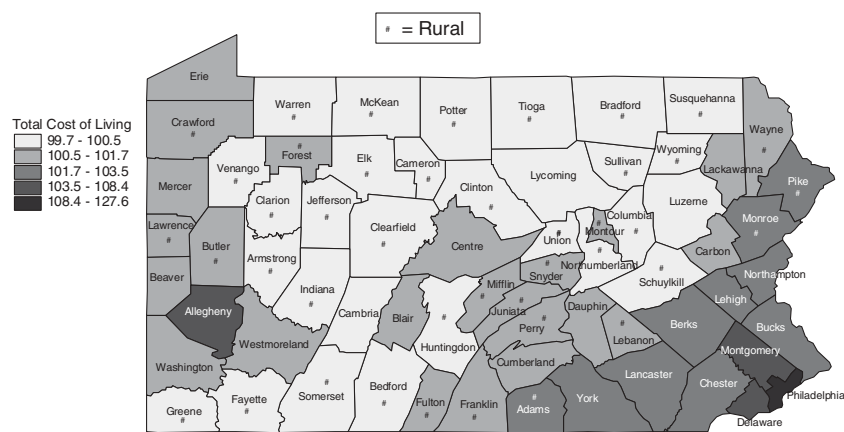 # = Rural
Total Cost of Living
99.7 - 100.5
100.5 - 101.7
101.7 - 103.5
103.5 - 108.4
108.4 - 127.6
Erie
Crawford
#
Warren
#
McKean
#
Potter
#
Tioga
#
Bradford
#
Susquehanna
#
Wayne
#
Mercer
Venango
#
#
Forest
Elk
#
Cameron
#
Clinton
#
Lycoming
Sullivan
#
Wyoming
#
Lackawanna
Pike
#
Lawrence
#
Butler
#
Clarion
#
Jefferson
#
Clearfield
#
Centre
#
Union
#
Montour
Columbia
#
Luzerne
Monroe
#
Beaver
Armstrong
#
Indiana
#
#
Snyder
Northumberland
#
#
Schuylkill
Carbon
Northampton
Allegheny
Westmoreland
Cambria
Blair
#
Huntingdon
Mifflin
#
#
Juniata
#
Perry
Dauphin
#
Lebanon
Berks
Lehigh
Bucks
Montgomery
Washington
Cumberland
Lancaster
Chester
Philadelphia
Delaware
Greene
#
Fayette
#
#
Somerset
Bedford
#
Fulton
#
Franklin
#
#
Adams
York